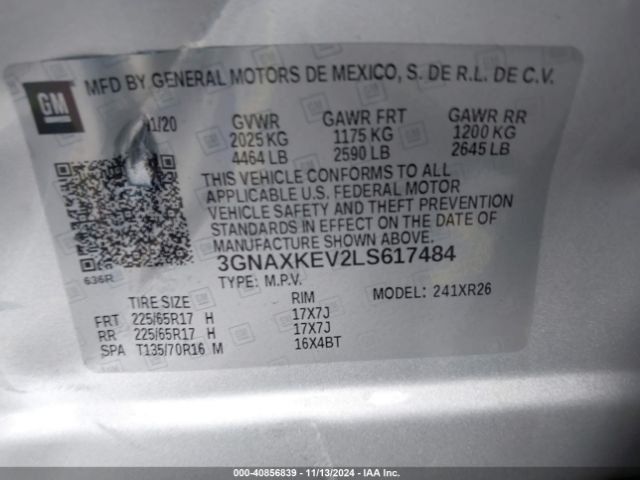 GM
MFD BY GENERAL MOTORS DE MEXICO, S. DE R.L. DE C.V.
1/20 GVWR GAWR FRT GAWR RR
2025 KG 1175 KG 1200 KG
4464 LB 2590 LB 2645 LB
THIS VEHICLE CONFORMS TO ALL
APPLICABLE U.S. FEDERAL MOTOR
VEHICLE SAFETY AND THEFT PREVENTION
STANDARDS IN EFFECT ON THE DATE OF
MANUFACTURE SHOWN ABOVE.
636R 3GNAXKEV2LS617484
TYPE: M.P.V. MODEL: 241XR26
TIRE SIZE RIM
FRT 225/65R17 H 17X7J
RR 225/65R17 H 17X7J
SPA T135/70R16 M 16X4BT
000-40856839 - 11/13/2024 - IAA Inc.